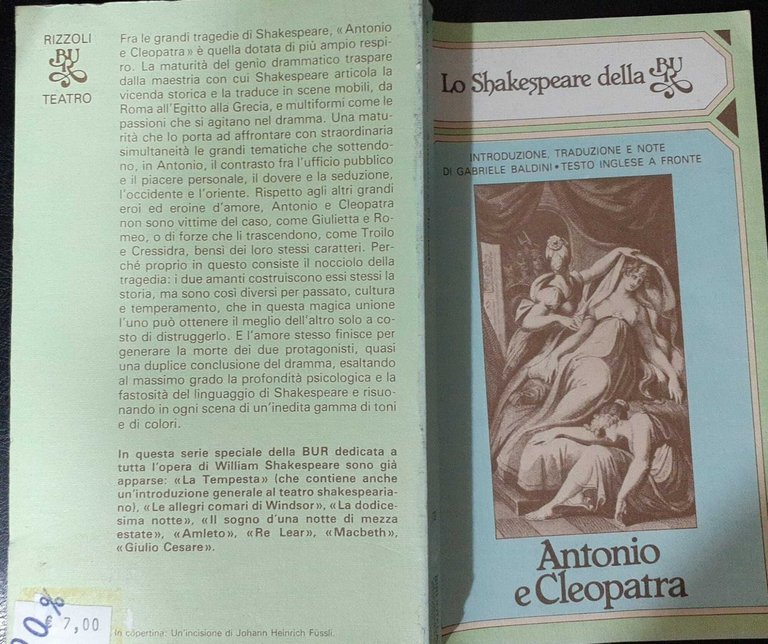 RIZZOLI
BUR
TEATRO
Fra le grandi tragedie di Shakespeare, «Antonio
e Cleopatra» è quella dotata di più ampio respi-
ro. La maturità del genio drammatico traspare
dalla maestria con cui Shakespeare articola la
vicenda storica e la traduce in scene mobili, da
Roma all'Egitto alla Grecia, e multiformi come le
passioni che si agitano nel dramma. Una matu-
rità che lo porta ad affrontare con straordinaria
simultaneità le grandi tematiche che sottendo-
no, in Antonio, il contrasto fra l'ufficio pubblico
e il piacere personale, il dovere e la seduzione,
l'occidente e l'oriente. Rispetto agli altri grandi
eroi ed eroine d'amore, Antonio e Cleopatra
non sono vittime del caso, come Giulietta e Ro-
meo, o di forze che li trascendono, come Troilo
e Cressida, bensì dei loro stessi caratteri. Per-
ché proprio in questo consiste il nocciolo della
tragedia: i due amanti costruiscono essi stessi la
storia, ma sono così diversi per passato, cultura
e temperamento, che in questa magica unione
l'uno può ottenere il meglio dell'altro solo a co-
sto di distruggerlo. E l'amore stesso finisce per
generare la morte dei due protagonisti, quasi
una duplice conclusione del dramma, esaltando
al massimo grado la profondità psicologica e la
fastosità del linguaggio di Shakespeare e risuo-
nando in ogni scena di un'inedita gamma di toni
e di colori.
In questa serie speciale della BUR dedicata a
tutta l'opera di William Shakespeare sono già
apparse: «La Tempesta» (che contiene anche
un'introduzione generale al teatro shakespearia-
no), «Le allegri comari di Windsor», «La dodice-
sima notte», «Il sogno d'una notte di mezza
estate», «Amleto», «Re Lear», «Macbeth»,
«Giulio Cesare».
€ 7,00
In copertina: Un'incisione di Johann Heinrich Füssli.
Lo Shakespeare della BUR
INTRODUZIONE, TRADUZIONE E NOTE
DI GABRIELE BALDINI • TESTO INGLESE A FRONTE
Antonio
e Cleopatra